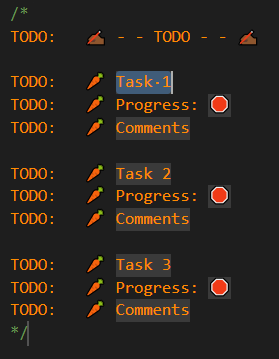 /*
TODO: 🍗 - - TODO - - 🍗
TODO: 🥕 Task·1
TODO: 🥕 Progress: 🛑
TODO: 🥕 Comments
TODO: 🥕 Task 2
TODO: 🥕 Progress: 🛑
TODO: 🥕 Comments
TODO: 🥕 Task 3
TODO: 🥕 Progress: 🛑
TODO: 🥕 Comments
*/